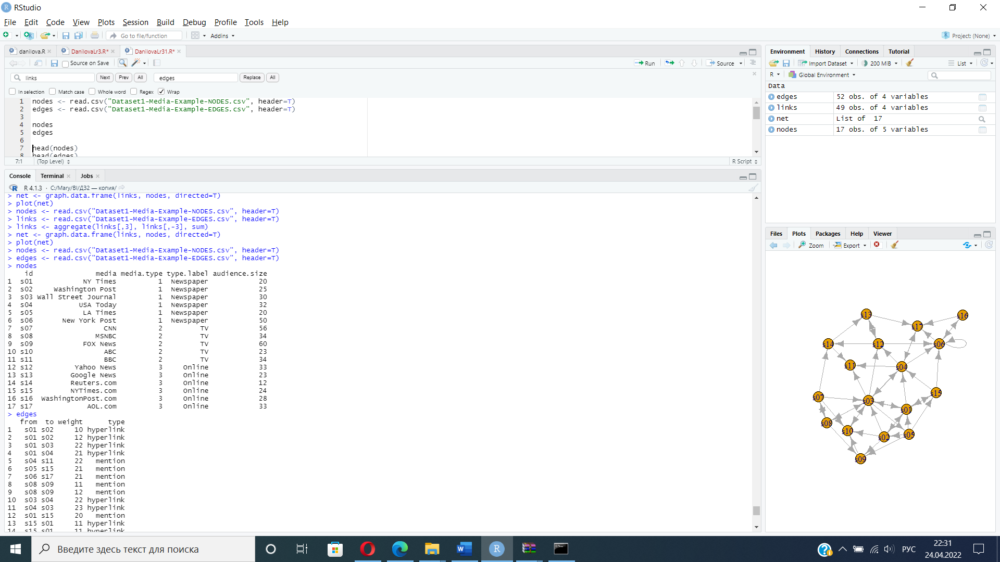 RStudio
File Edit Code View Plots Session Build Debug Profile Tools Help
Go to file/function Addins Project: (None)
danilova.R DanilovaLr3.R* DanilovaLr31.R*
Source on Save Run Source
links Next Prev All edges Replace All
In selection Match case Whole word Regex Wrap
1 nodes <- read.csv("Dataset1-Media-Example-NODES.csv", header=T)
2 edges <- read.csv("Dataset1-Media-Example-EDGES.csv", header=T)
3
4 nodes
5 edges
6
7 head(nodes)
8 head(edges)
7:1 (Top Level) R Script
Console Terminal Jobs
R 4.1.3 · C:/Mary/BI/ДЗ2 — копия/
> net <- graph.data.frame(links, nodes, directed=T)
> plot(net)
> nodes <- read.csv("Dataset1-Media-Example-NODES.csv", header=T)
> links <- read.csv("Dataset1-Media-Example-EDGES.csv", header=T)
> links <- aggregate(links[,3], links[,-3], sum)
> net <- graph.data.frame(links, nodes, directed=T)
> plot(net)
> nodes <- read.csv("Dataset1-Media-Example-NODES.csv", header=T)
> edges <- read.csv("Dataset1-Media-Example-EDGES.csv", header=T)
> nodes
id media media.type type.label audience.size
1 s01 NY Times 1 Newspaper 20
2 s02 Washington Post 1 Newspaper 25
3 s03 Wall Street Journal 1 Newspaper 30
4 s04 USA Today 1 Newspaper 32
5 s05 LA Times 1 Newspaper 20
6 s06 New York Post 1 Newspaper 50
7 s07 CNN 2 TV 56
8 s08 MSNBC 2 TV 34
9 s09 FOX News 2 TV 60
10 s10 ABC 2 TV 23
11 s11 BBC 2 TV 34
12 s12 Yahoo News 3 Online 33
13 s13 Google News 3 Online 23
14 s14 Reuters.com 3 Online 12
15 s15 NYTimes.com 3 Online 24
16 s16 WashingtonPost.com 3 Online 28
17 s17 AOL.com 3 Online 33
> edges
from to weight type
1 s01 s02 10 hyperlink
2 s01 s02 12 hyperlink
3 s01 s03 22 hyperlink
4 s01 s04 21 hyperlink
5 s04 s11 22 mention
6 s05 s15 21 mention
7 s06 s17 21 mention
8 s08 s09 11 mention
9 s08 s09 12 mention
10 s03 s04 22 hyperlink
11 s04 s03 23 hyperlink
12 s01 s15 20 mention
13 s15 s01 11 hyperlink
14 s15 s01 11 hyperlink
Environment History Connections Tutorial
Import Dataset 200 MiB List
R Global Environment
Data
edges 52 obs. of 4 variables
links 49 obs. of 4 variables
net List of 17
nodes 17 obs. of 5 variables
Files Plots Packages Help Viewer
Zoom Export
s13
s16
s17
s14
s12
s06
s11
s04
s15
s07
s03
s01
s08
s10
s02
s05
s09
Введите здесь текст для поиска
РУС
22:31
24.04.2022